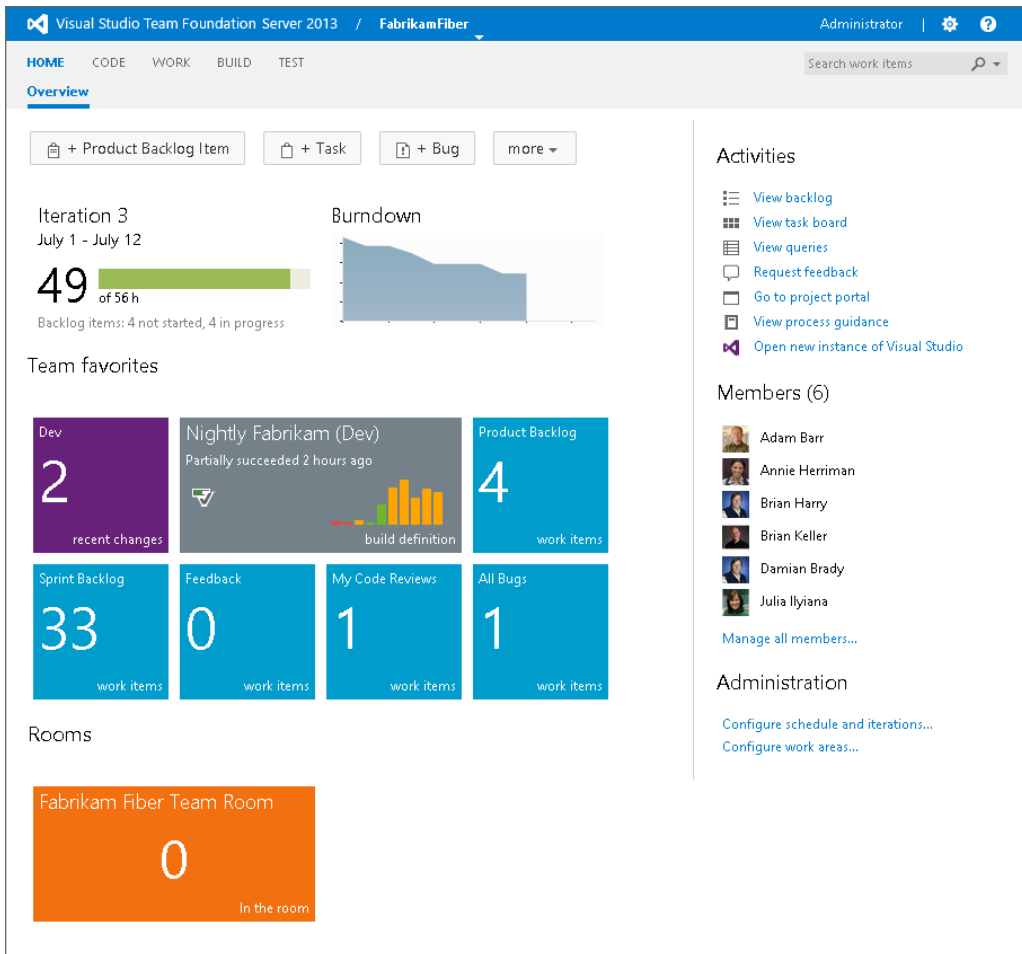 Visual Studio Team Foundation Server 2013 / FabrikamFiber
Administrator |
HOME CODE WORK BUILD TEST
Search work items
Overview
+ Product Backlog Item
+ Task
+ Bug
more
Iteration 3
July 1 - July 12
49 of 56 h
Backlog items: 4 not started, 4 in progress
Burndown
Team favorites
Dev
2
recent changes
Nightly Fabrikam (Dev)
Partially succeeded 2 hours ago
build definition
Product Backlog
4
work items
Sprint Backlog
33
work items
Feedback
0
work items
My Code Reviews
1
work items
All Bugs
1
work items
Rooms
Fabrikam Fiber Team Room
0
In the room
Activities
View backlog
View task board
View queries
Request feedback
Go to project portal
View process guidance
Open new instance of Visual Studio
Members (6)
Adam Barr
Annie Herriman
Brian Harry
Brian Keller
Damian Brady
Julia Ilyiana
Manage all members...
Administration
Configure schedule and iterations...
Configure work areas...